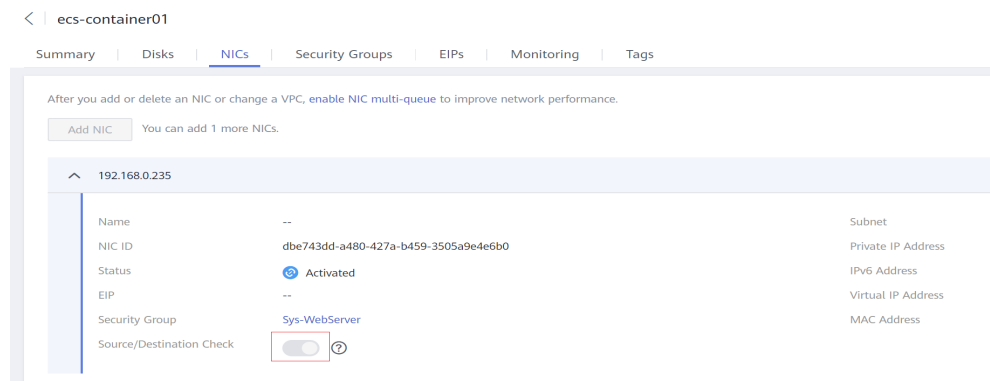 ecs-container01
Summary Disks NICs Security Groups EIPs Monitoring Tags
After you add or delete an NIC or change a VPC, enable NIC multi-queue to improve network performance.
Add NIC You can add 1 more NICs.
192.168.0.235
Name -- Subnet
NIC ID dbe743dd-a480-427a-b459-3505a9e4e6b0 Private IP Address
Status Activated IPv6 Address
EIP -- Virtual IP Address
Security Group Sys-WebServer MAC Address
Source/Destination Check ?